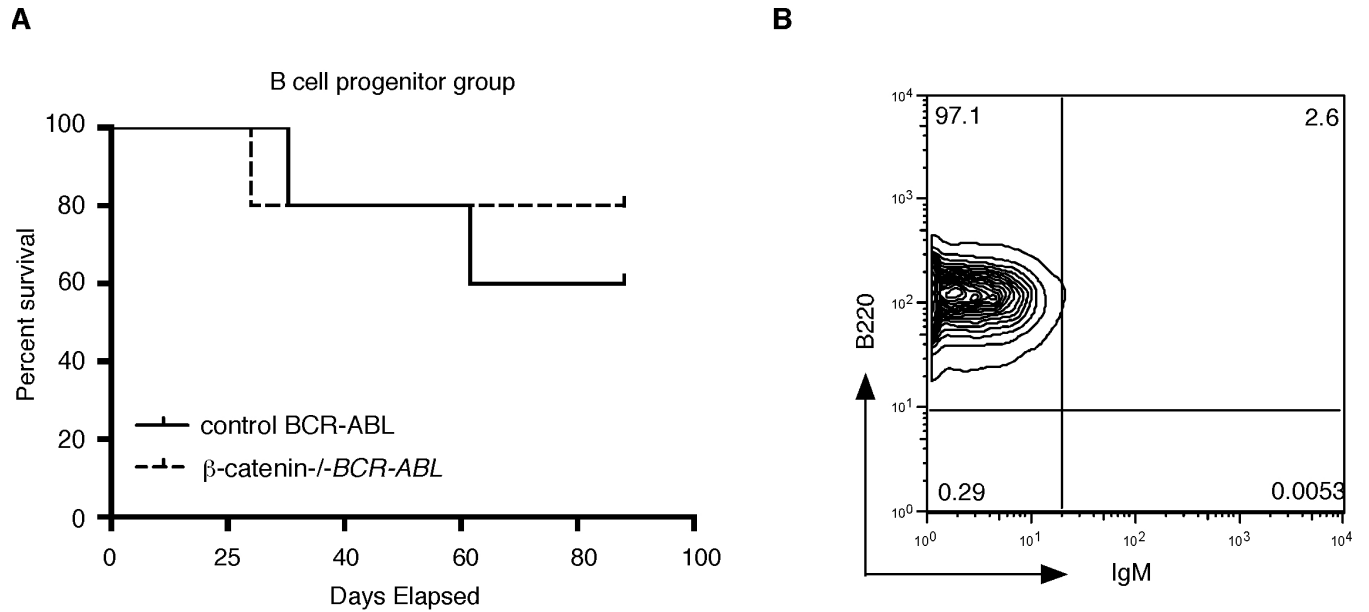 A
B cell progenitor group
100
80
60
40
20
0
Percent survival
control BCR-ABL
β-catenin-/-BCR-ABL
0 25 40 60 80 100
Days Elapsed
B
10⁴
10³
10²
10¹
10⁰
97.1 2.6
0.29 0.0053
B220
10⁰ 10¹ 10² 10³ 10⁴
IgM